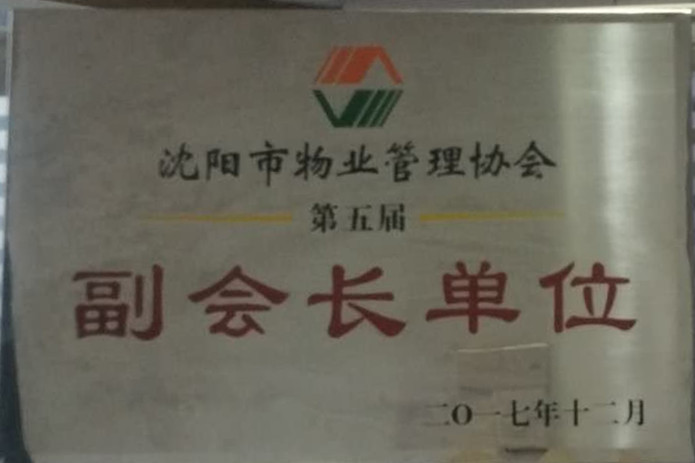 沈阳市物业管理协会
第五届
副会长单位
二〇一七年十二月